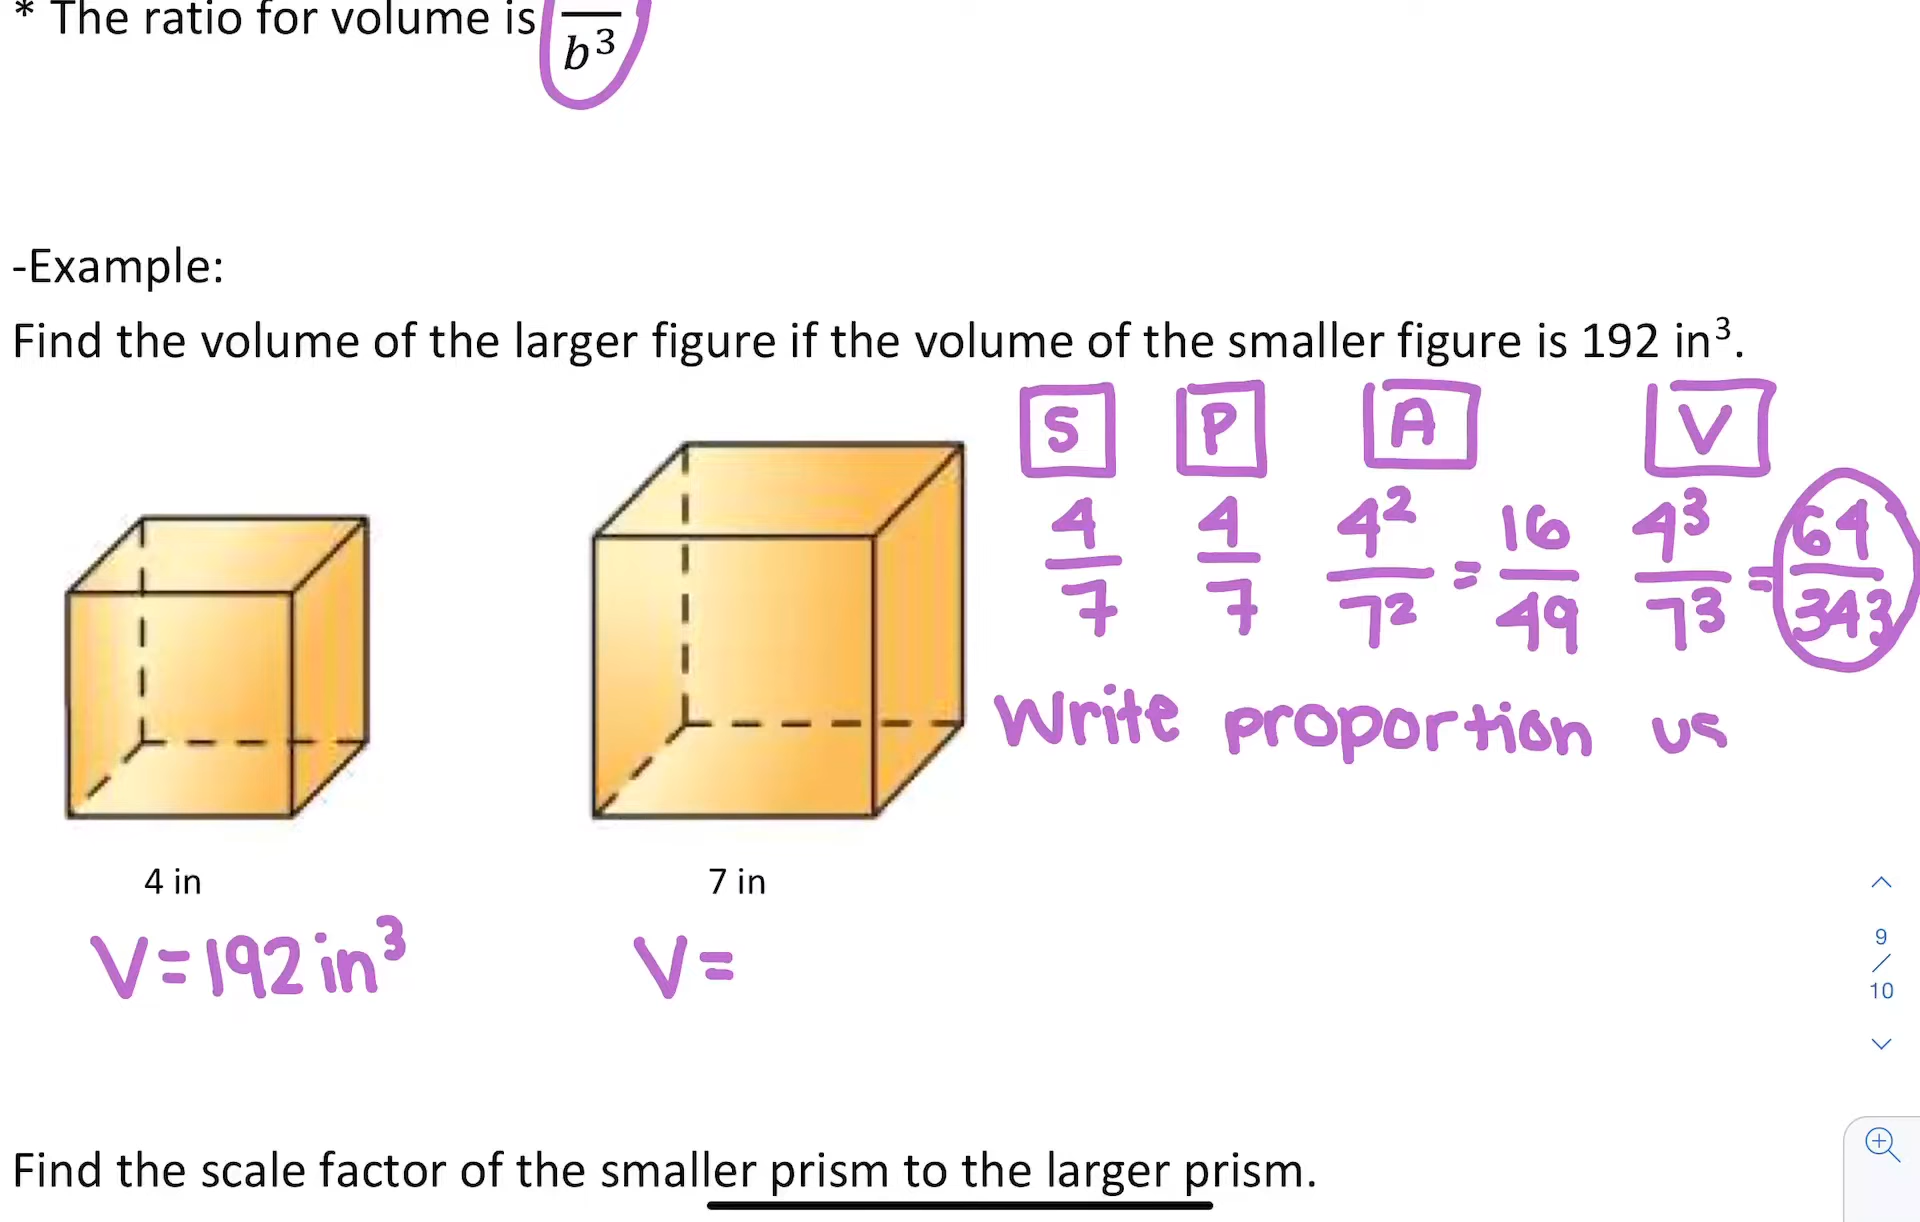 * The ratio for volume is
b³
-Example:
Find the volume of the larger figure if the volume of the smaller figure is 192 in³.
S P A V
4/7 4/7 4²/7² = 16/49 4³/7³ = 64/343
Write proportion us
4 in 7 in
V=192in³ V=
9
/
10
Find the scale factor of the smaller prism to the larger prism.